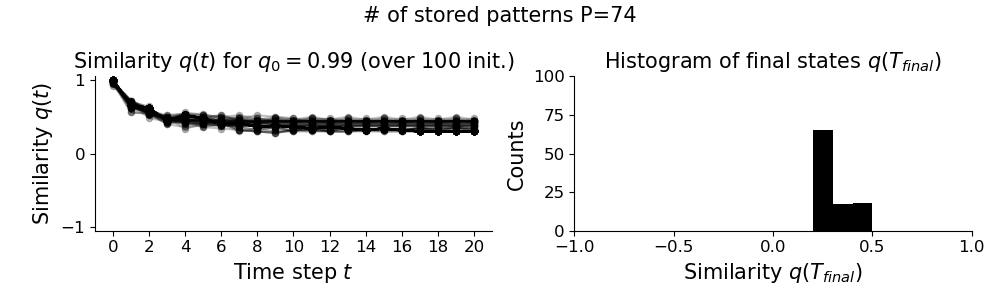 # of stored patterns P=74
Similarity q(t) for q₀ = 0.99 (over 100 init.)
Similarity q(t)
1
0
−1
0 2 4 6 8 10 12 14 16 18 20
Time step t
Histogram of final states q(T_final)
Counts
100
75
50
25
0
−1.0 −0.5 0.0 0.5 1.0
Similarity q(T_final)